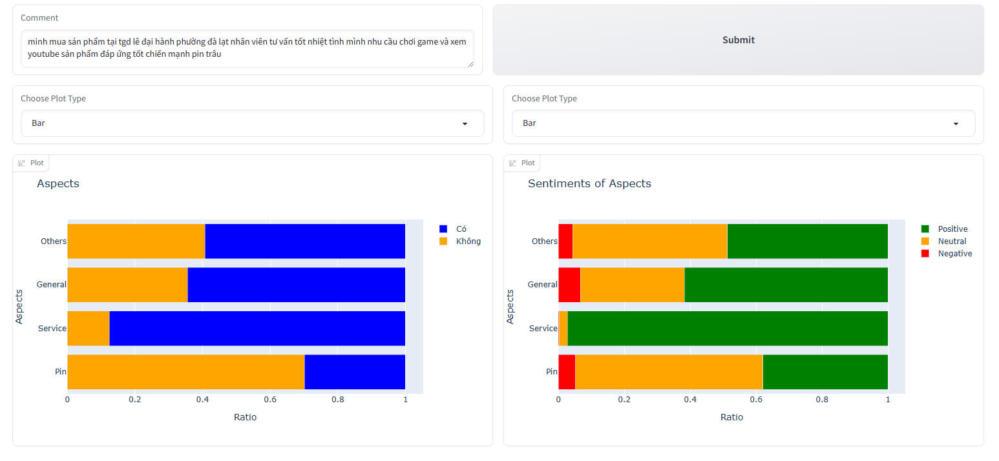 Comment
minh mua sản phẩm tại tgd lê đại hành phường đà lạt nhân viên tư vấn tốt nhiệt tình mình nhu cầu chơi game và xem
youtube sản phẩm đáp ứng tốt chiến mạnh pin trâu
Submit
Choose Plot Type
Bar
Choose Plot Type
Bar
Plot
Aspects
Có
Không
Others
General
Service
Pin
Aspects
0 0.2 0.4 0.6 0.8 1
Ratio
Plot
Sentiments of Aspects
Positive
Neutral
Negative
Others
General
Service
Pin
Aspects
0 0.2 0.4 0.6 0.8 1
Ratio